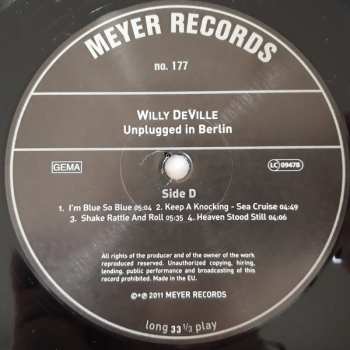 MEYER RECORDS
no. 177
WILLY DEVILLE
Unplugged in Berlin
GEMA
LC 09478
Side D
1. I'm Blue So Blue 05:04 2. Keep A Knocking - Sea Cruise 04:49
3. Shake Rattle And Roll 05:35 4. Heaven Stood Still 04:06
All rights of the producer and of the owner of the work
reproduced reserved. Unauthorized copying, hiring,
lending, public performance and broadcasting of this
record prohibited. Made in EU.
©+℗ 2011 MEYER RECORDS
long 33 1/3 play